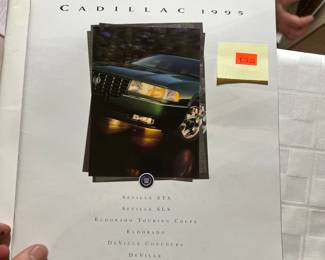 CADILLAC 1995
SEVILLE STS
SEVILLE SLS
ELDORADO TOURING COUPE
ELDORADO
DEVILLE CONCOURS
DEVILLE